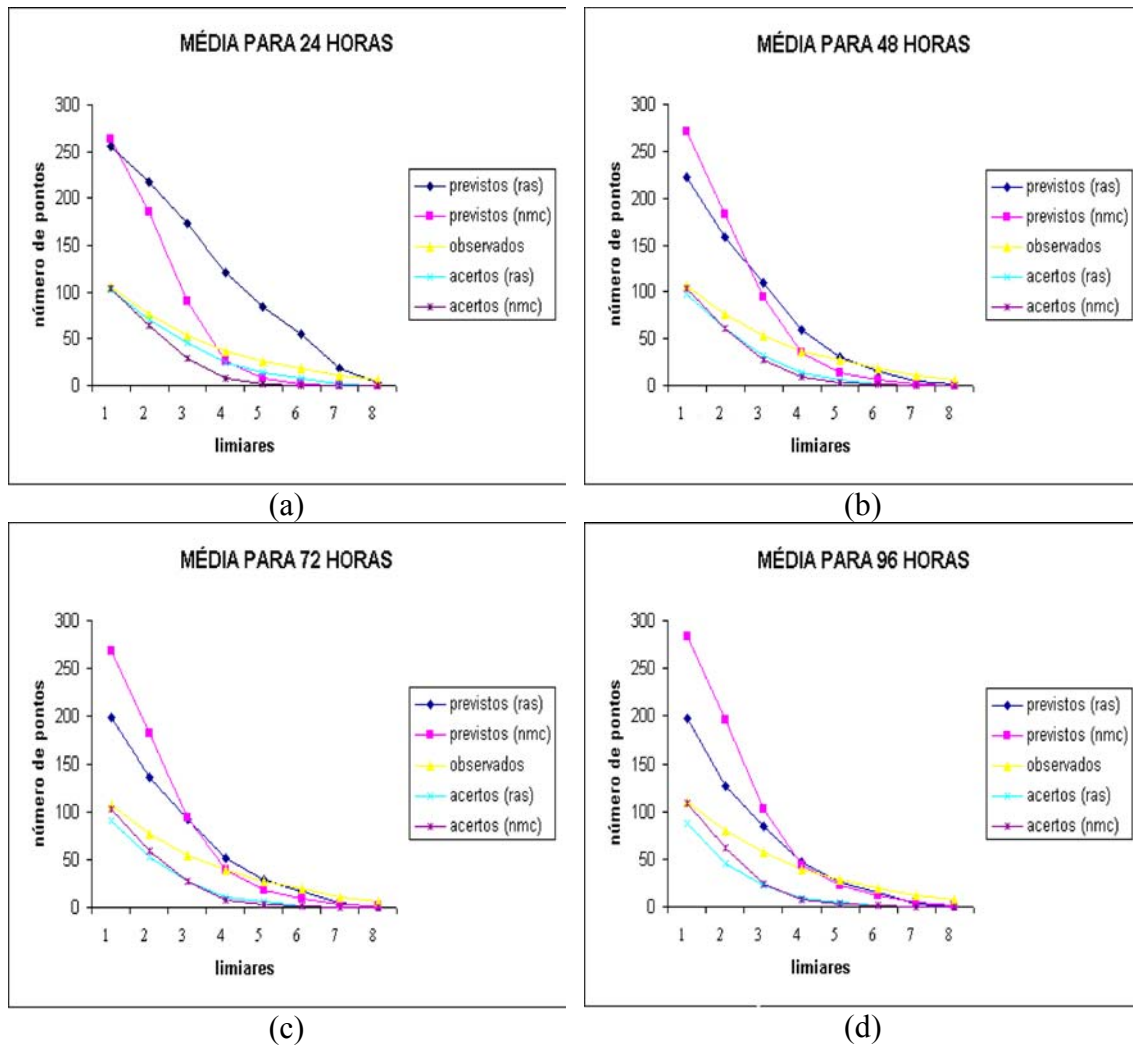 MÉDIA PARA 24 HORAS
número de pontos
300
250
200
150
100
50
0
1 2 3 4 5 6 7 8
limiares
previstos (ras)
previstos (nmc)
observados
acertos (ras)
acertos (nmc)
(a)
MÉDIA PARA 48 HORAS
número de pontos
300
250
200
150
100
50
0
1 2 3 4 5 6 7 8
limiares
previstos (ras)
previstos (nmc)
observados
acertos (ras)
acertos (nmc)
(b)
MÉDIA PARA 72 HORAS
número de pontos
300
250
200
150
100
50
0
1 2 3 4 5 6 7 8
limiares
previstos (ras)
previstos (nmc)
observados
acertos (ras)
acertos (nmc)
(c)
MÉDIA PARA 96 HORAS
número de pontos
300
250
200
150
100
50
0
1 2 3 4 5 6 7 8
limiares
previstos (ras)
previstos (nmc)
observados
acertos (ras)
acertos (nmc)
(d)